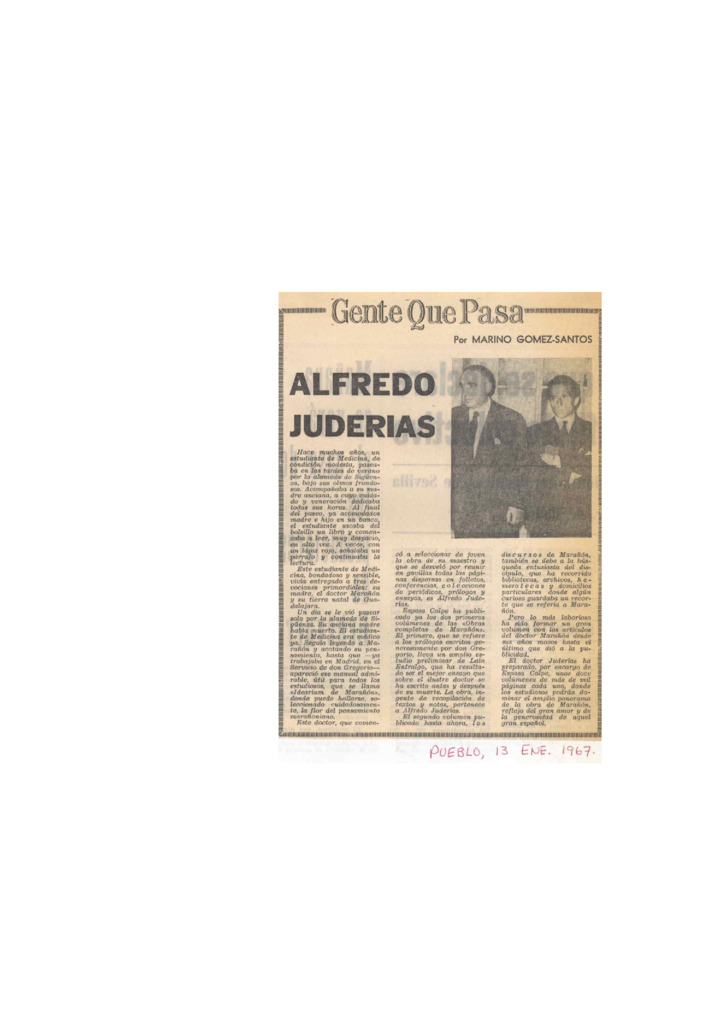 Gente Que Pasa
Por MARINO GOMEZ-SANTOS
ALFREDO
JUDERIAS
Hace muchos años, un
estudiante de Medicina, de
condición modesta, pasea-
ba en las tardes de verano
por la alameda de Sigüen-
za, bajo sus olmos frondo-
sos. Acompañaba a su ma-
dre anciana, a cuyo cuida-
do y veneración dedicaba
todas sus horas. Al final
del paseo, ya acomodados
madre e hijo en un banco,
el estudiante sacaba del
bolsillo un libro y comen-
zaba a leer, muy despacio,
en alta voz. A veces, con
un lápiz rojo, señalaba un
párrafo y continuaba la
lectura.
Este estudiante de Medi-
cina, bondadoso y sensible,
vivía entregado a tres de-
vociones primordiales: su
madre, el doctor Marañón
y su tierra natal de Gua-
dalajara.
Un día se le vió pasear
solo por la alameda de Si-
güenza. Su anciana madre
había muerto. El estudian-
te de Medicina era médico
ya. Seguía leyendo a Ma-
rañón y acotando su pen-
samiento, hasta que —ya
trabajaba en Madrid, en el
Servicio de don Gregorio—
apareció ese manual admi-
rable, útil para todos los
estudiosos, que se llama
«Ideario de Marañón»,
donde puede hallarse, se-
leccionado cuidadosamen-
te, la flor del pensamiento
marañoniano.
Este doctor, que comen-
zó a seleccionar de joven
la obra de su maestro y
que se desveló por reunir
en gavillas todas las pági-
nas dispersas en folletos,
conferencias, colecciones
de periódicos, prólogos y
ensayos, es Alfredo Jude-
rías.
Espasa Calpe ha publi-
cado ya los dos primeros
volúmenes de las «Obras
completas de Marañón».
El primero, que se refiere
a los prólogos escritos ge-
nerosamente por don Gre-
gorio, lleva un amplio es-
tudio preliminar de Laín
Entralgo, que ha resulta-
do ser el mejor ensayo que
sobre el ilustre doctor se
ha escrito antes y después
de su muerte. La obra, in-
gente de recopilación de
textos y notas, pertenece
a Alfredo Juderías.
El segundo volumen pu-
blicado hasta ahora, los
discursos de Marañón,
también se debe a la bús-
queda entusiasta del dis-
cípulo, que ha recorrido
bibliotecas, archivos, he-
merotecas y domicilios
particulares donde algún
curioso guardaba un recor-
te que se refería a Mara-
ñón.
Pero lo más laborioso
ha sido formar un gran
volumen con los artículos
del doctor Marañón desde
sus años mozos hasta el
último que dió a la pu-
blicidad.
El doctor Juderías ha
preparado, por encargo de
Espasa Calpe, unos doce
volúmenes de más de mil
páginas cada uno, donde
los estudiosos podrán do-
minar el amplio panorama
de la obra de Marañón,
reflejo del gran amor y de
la generosidad de aquel
gran español.
PUEBLO, 13 ENE. 1967.